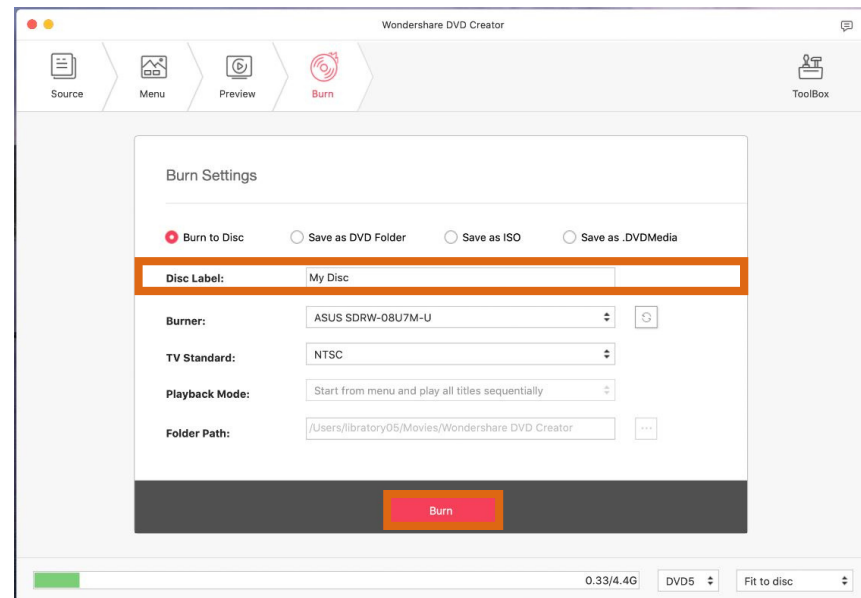 Wondershare DVD Creator
Source
Menu
Preview
Burn
ToolBox
Burn Settings
Burn to Disc
Save as DVD Folder
Save as ISO
Save as .DVDMedia
Disc Label: My Disc
Burner: ASUS SDRW-08U7M-U
TV Standard: NTSC
Playback Mode: Start from menu and play all titles sequentially
Folder Path: /Users/libratory05/Movies/Wondershare DVD Creator
Burn
0.33/4.4G DVD5 Fit to disc